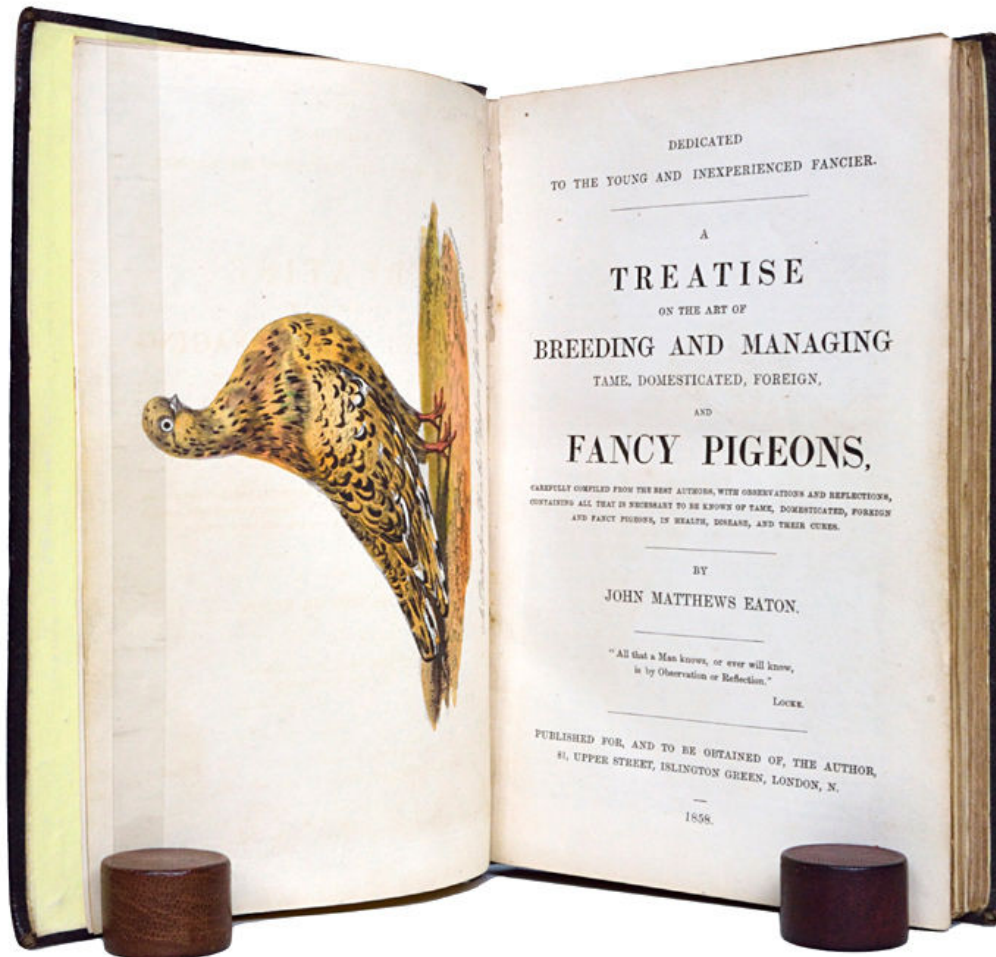 DEDICATED
TO THE YOUNG AND INEXPERIENCED FANCIER.
A
TREATISE
ON THE ART OF
BREEDING AND MANAGING
TAME, DOMESTICATED, FOREIGN,
AND
FANCY PIGEONS,
CAREFULLY COMPILED FROM THE BEST AUTHORS, WITH OBSERVATIONS AND REFLECTIONS,
CONTAINING ALL THAT IS NECESSARY TO BE KNOWN OF TAME, DOMESTICATED, FOREIGN
AND FANCY PIGEONS, IN HEALTH, DISEASE, AND THEIR CURES.
BY
JOHN MATTHEWS EATON.
"All that a Man knows, or ever will know,
is by Observation or Reflection."
LOCKE.
PUBLISHED FOR, AND TO BE OBTAINED OF, THE AUTHOR,
81, UPPER STREET, ISLINGTON GREEN, LONDON, N.
1858.